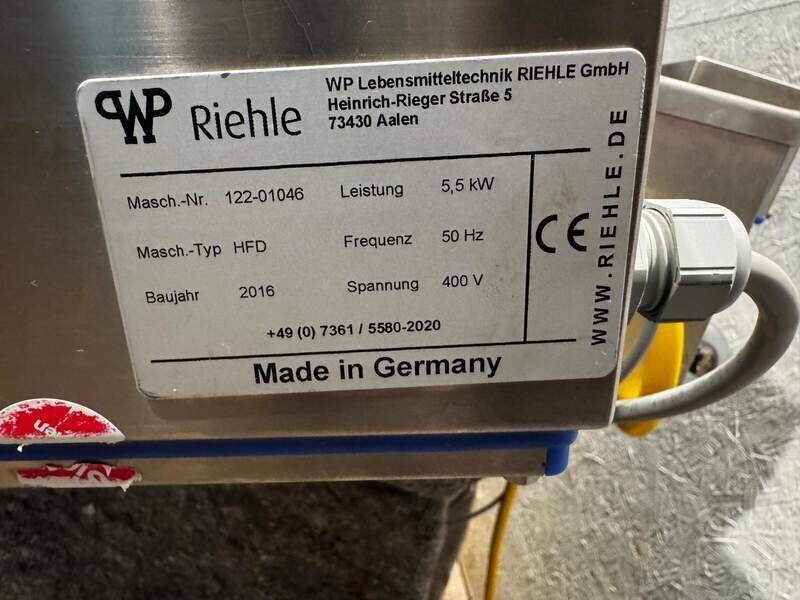 WP Riehle
WP Lebensmitteltechnik RIEHLE GmbH
Heinrich-Rieger Straße 5
73430 Aalen
Masch.-Nr. 122-01046 Leistung 5,5 kW
Masch.-Typ HFD Frequenz 50 Hz
Baujahr 2016 Spannung 400 V
+49 (0) 7361 / 5580-2020
Made in Germany
CE
WWW.RIEHLE.DE